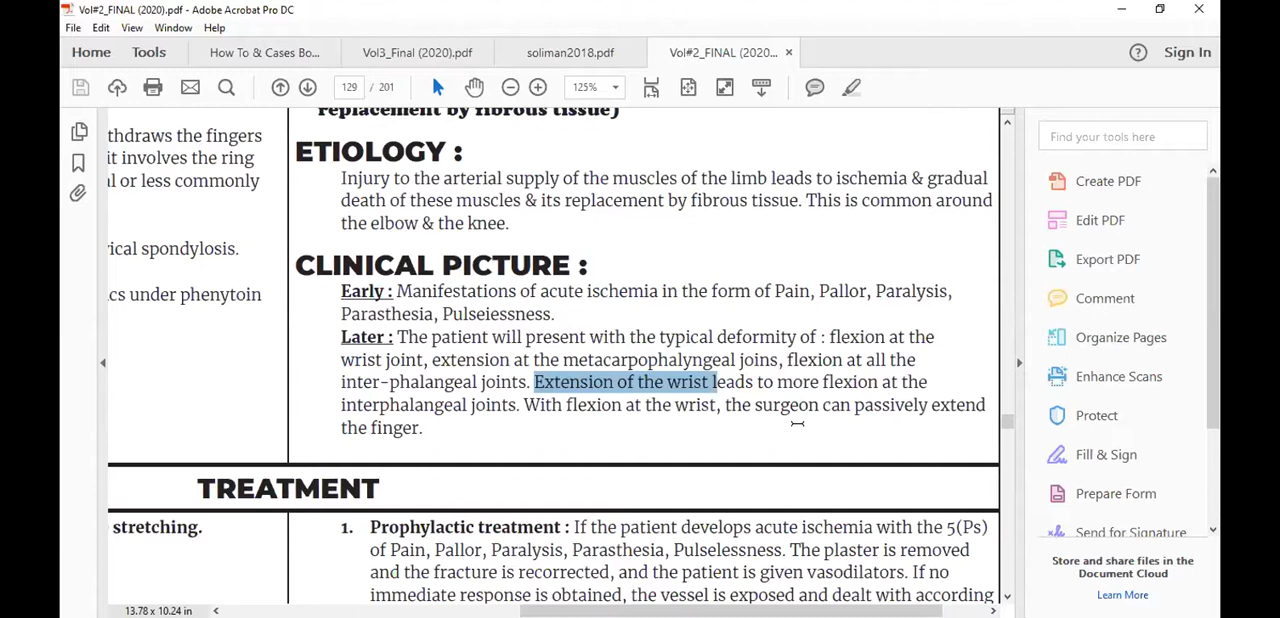 Vol#2_FINAL (2020).pdf - Adobe Acrobat Pro DC
File Edit View Window Help
Home Tools How To & Cases Bo... Vol3_Final (2020).pdf soliman2018.pdf Vol#2_FINAL (2020... × Sign In
129 / 201 125%
replacement by fibrous tissue)
thdraws the fingers
it involves the ring
al or less commonly
rical spondylosis.
cs under phenytoin
ETIOLOGY :
Injury to the arterial supply of the muscles of the limb leads to ischemia & gradual
death of these muscles & its replacement by fibrous tissue. This is common around
the elbow & the knee.
CLINICAL PICTURE :
Early : Manifestations of acute ischemia in the form of Pain, Pallor, Paralysis,
Parasthesia, Pulseiessness.
Later : The patient will present with the typical deformity of : flexion at the
wrist joint, extension at the metacarpophalyngeal joins, flexion at all the
inter-phalangeal joints. Extension of the wrist leads to more flexion at the
interphalangeal joints. With flexion at the wrist, the surgeon can passively extend
the finger.
TREATMENT
stretching.
1. Prophylactic treatment : If the patient develops acute ischemia with the 5(Ps)
of Pain, Pallor, Paralysis, Parasthesia, Pulselessness. The plaster is removed
and the fracture is recorrected, and the patient is given vasodilators. If no
immediate response is obtained, the vessel is exposed and dealt with according
13.78 x 10.24 in
Find your tools here
Create PDF
Edit PDF
Export PDF
Comment
Organize Pages
Enhance Scans
Protect
Fill & Sign
Prepare Form
Send for Signature
Store and share files in the
Document Cloud
Learn More